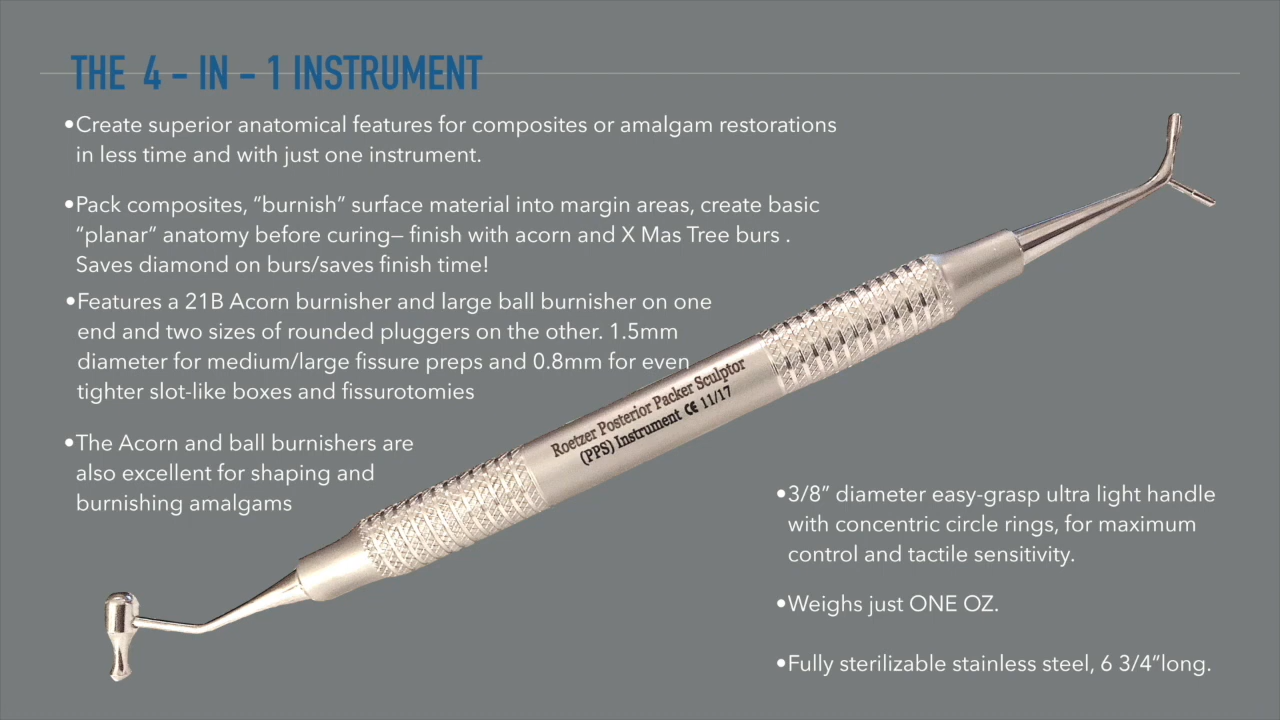 THE 4 – IN – 1 INSTRUMENT
•Create superior anatomical features for composites or amalgam restorations
in less time and with just one instrument.
•Pack composites, “burnish” surface material into margin areas, create basic
“planar” anatomy before curing— finish with acorn and X Mas Tree burs .
Saves diamond on burs/saves finish time!
•Features a 21B Acorn burnisher and large ball burnisher on one
end and two sizes of rounded pluggers on the other. 1.5mm
diameter for medium/large fissure preps and 0.8mm for even
tighter slot-like boxes and fissurotomies
•The Acorn and ball burnishers are
also excellent for shaping and
burnishing amalgams
Roetzer Posterior Packer Sculptor
(PPS) Instrument CE 11/17
•3/8” diameter easy-grasp ultra light handle
with concentric circle rings, for maximum
control and tactile sensitivity.
•Weighs just ONE OZ.
•Fully sterilizable stainless steel, 6 3/4”long.